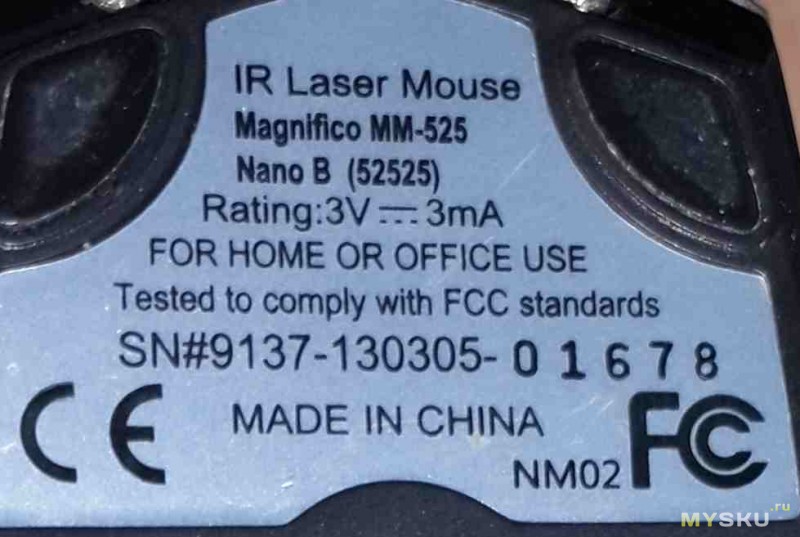 IR Laser Mouse
Magnifico MM-525
Nano B (52525)
Rating:3V⎓3mA
FOR HOME OR OFFICE USE
Tested to comply with FCC standards
SN#9137-130305-01678
CE
MADE IN CHINA
FC
NM02
MYSKU.ru